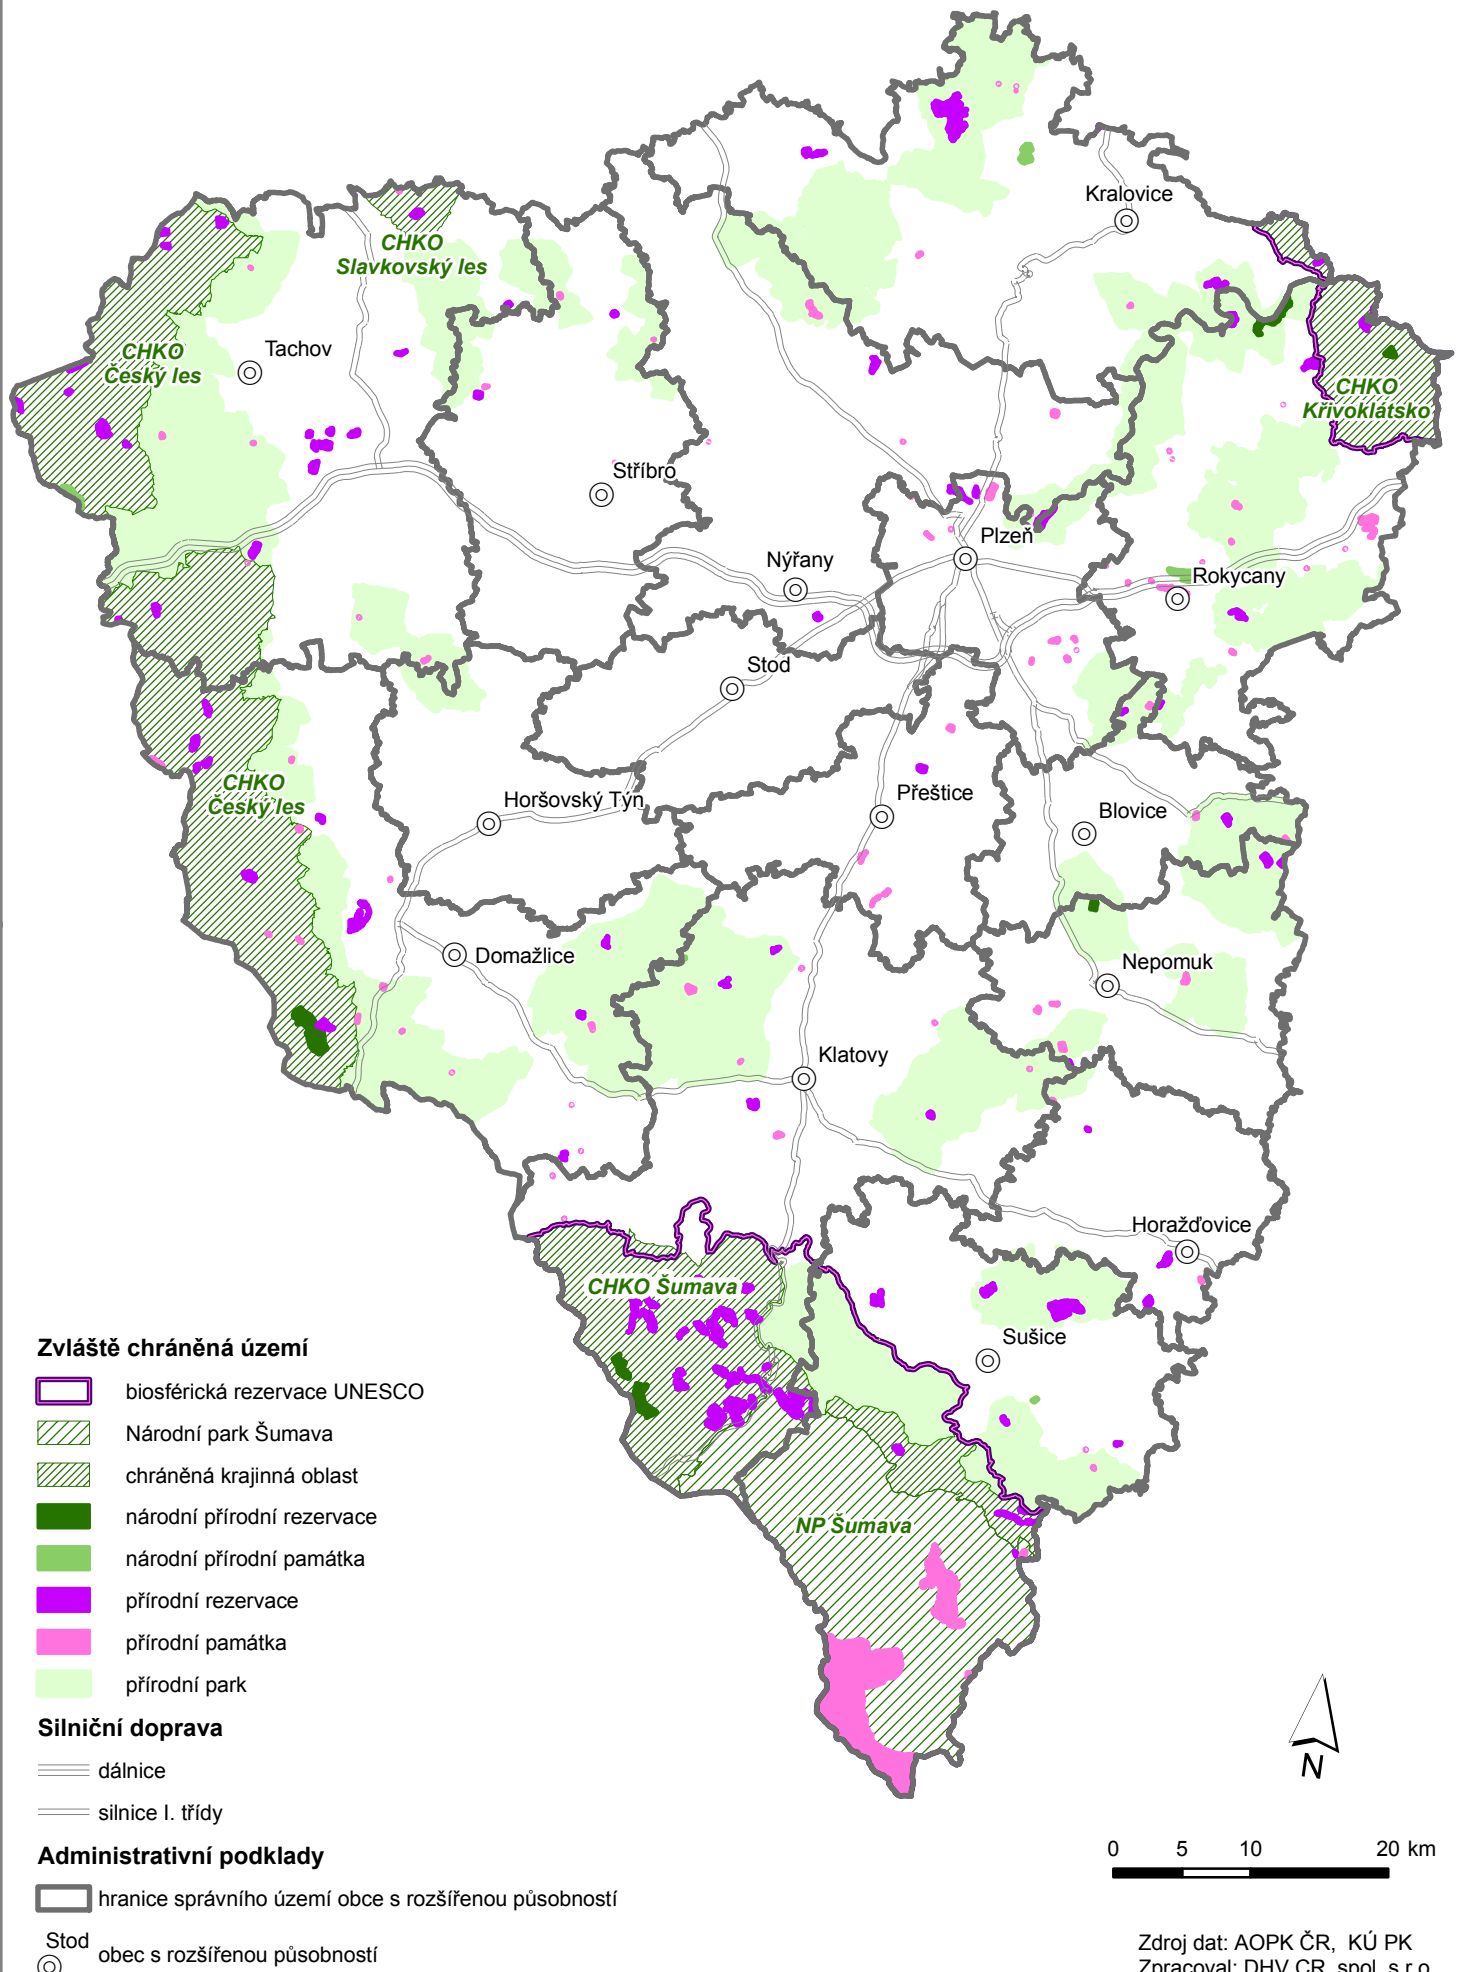 Kralovice
CHKO
Slavkovský les
CHKO
Český les
Tachov
CHKO
Křivoklátsko
Stříbro
Plzeň
Nýřany
Rokycany
Stod
CHKO
Český les
Horšovský Týn
Přeštice
Blovice
Domažlice
Nepomuk
Klatovy
Horažďovice
CHKO Šumava
Sušice
NP Šumava
Zvláště chráněná území
biosférická rezervace UNESCO
Národní park Šumava
chráněná krajinná oblast
národní přírodní rezervace
národní přírodní památka
přírodní rezervace
přírodní památka
přírodní park
Silniční doprava
dálnice
silnice I. třídy
Administrativní podklady
hranice správního území obce s rozšířenou působností
Stod
obec s rozšířenou působností
N
0 5 10 20 km
Zdroj dat: AOPK ČR, KÚ PK
Zpracoval: DHV CR, spol. s r.o.